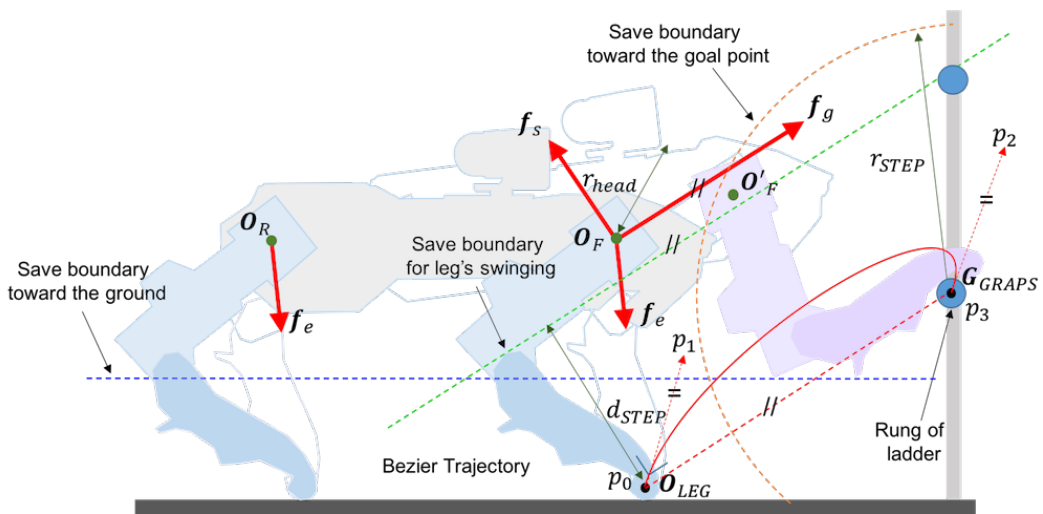 Save boundary
toward the goal point
f_g
p_2
f_s
r_STEP
r_head
//
O'_F
=
O_R
O_F
//
Save boundary
for leg's swinging
Save boundary
toward the ground
G_GRAPS
f_e
f_e
p_3
p_1
=
//
d_STEP
Rung of
ladder
Bezier Trajectory
p_0
O_LEG